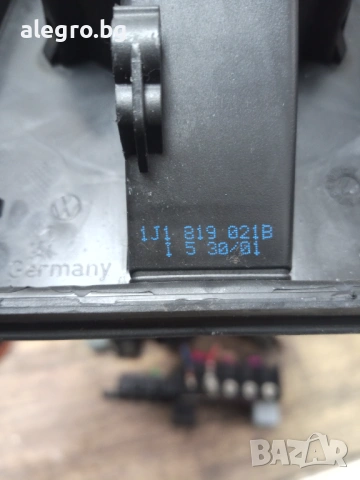 alegro.bg
1J1 819 021B
I 5 30/01
Germany
BAZAR